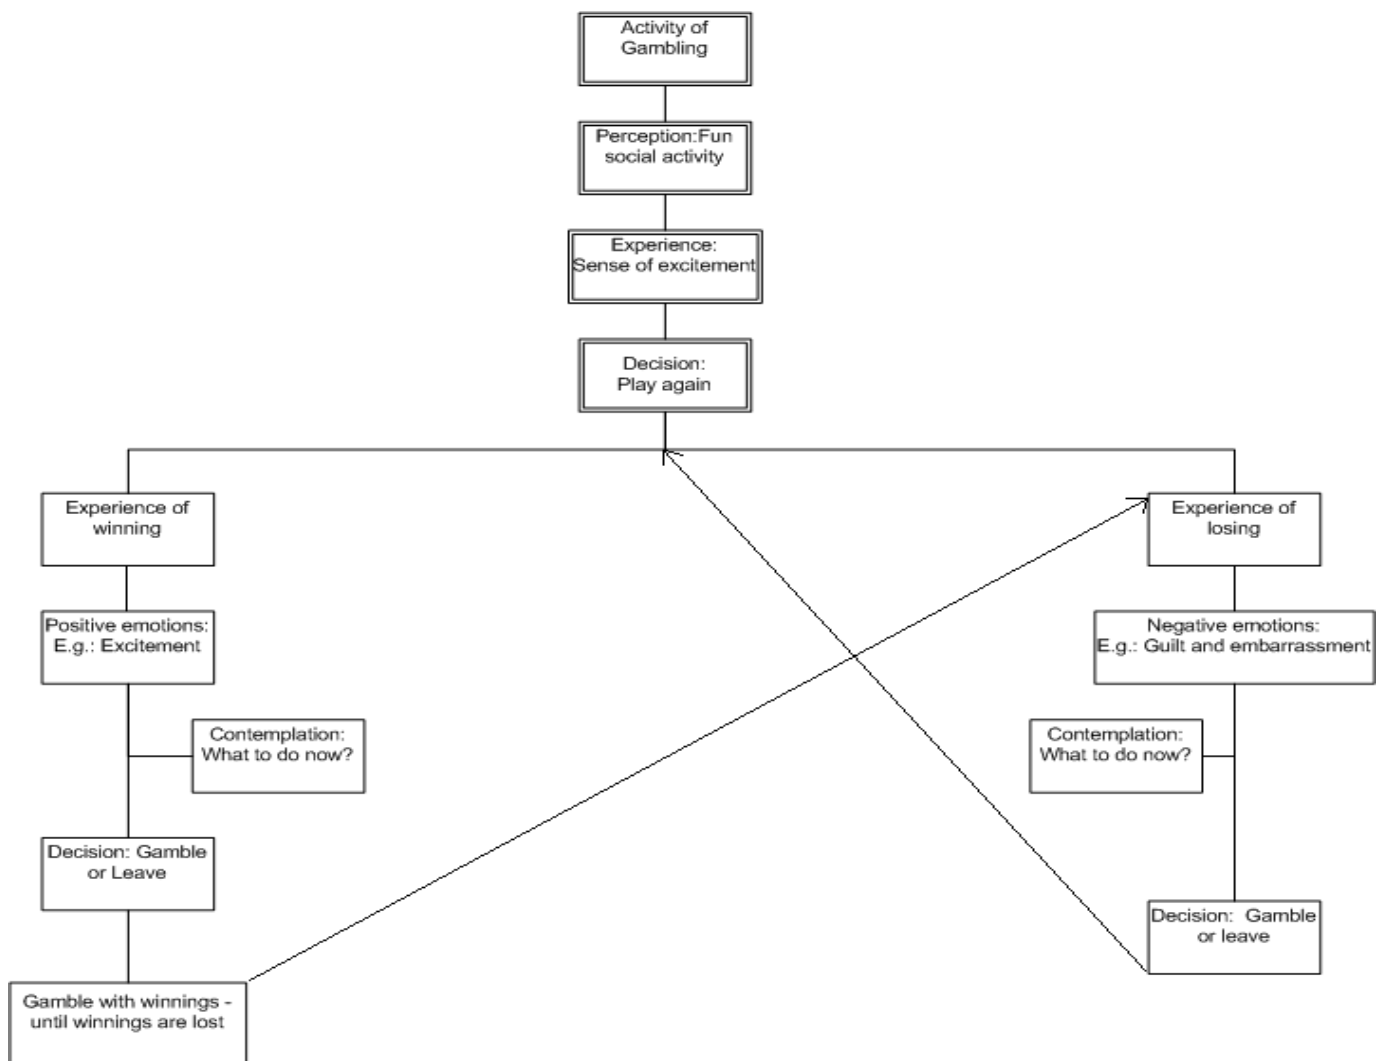 Activity of
Gambling
Perception:Fun
social activity
Experience:
Sense of excitement
Decision:
Play again
Experience of
winning
Positive emotions:
E.g.: Excitement
Contemplation:
What to do now?
Decision: Gamble
or Leave
Gamble with winnings -
until winnings are lost
Experience of
losing
Negative emotions:
E.g.: Guilt and embarrassment
Contemplation:
What to do now?
Decision:  Gamble
or leave